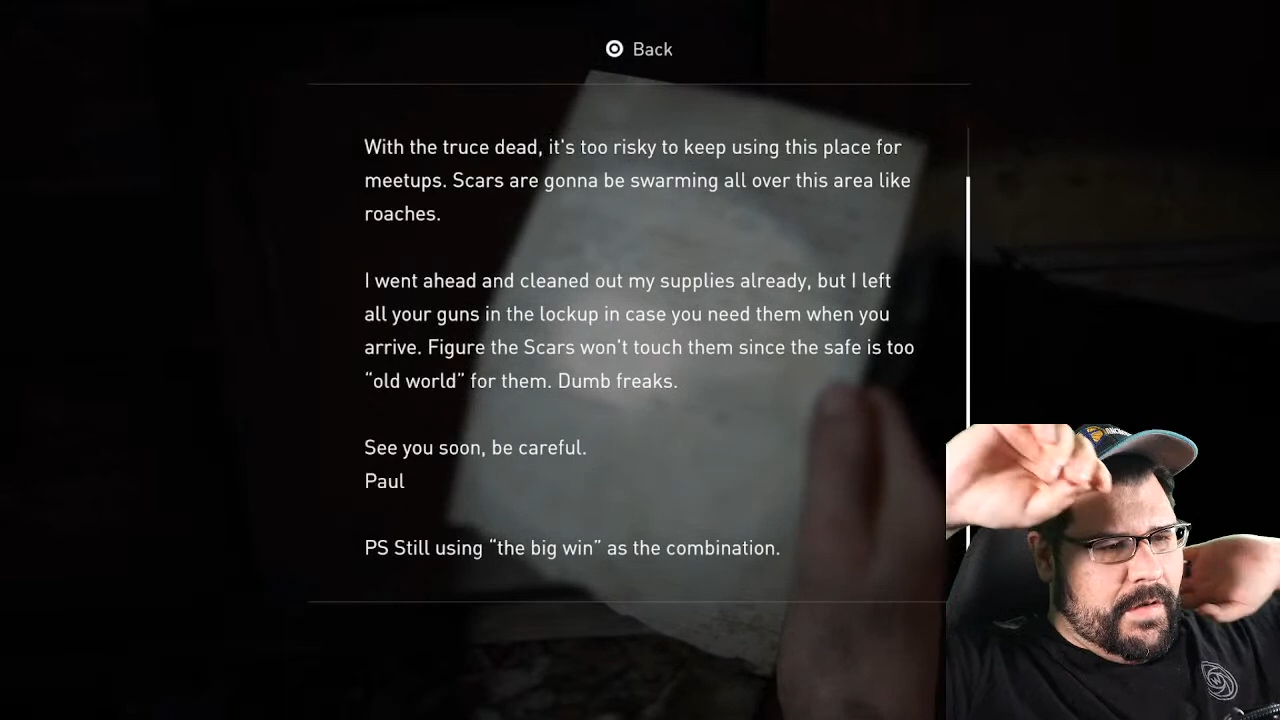 Back
With the truce dead, it's too risky to keep using this place for
meetups. Scars are gonna be swarming all over this area like
roaches.
I went ahead and cleaned out my supplies already, but I left
all your guns in the lockup in case you need them when you
arrive. Figure the Scars won't touch them since the safe is too
“old world” for them. Dumb freaks.
See you soon, be careful.
Paul
PS Still using “the big win” as the combination.